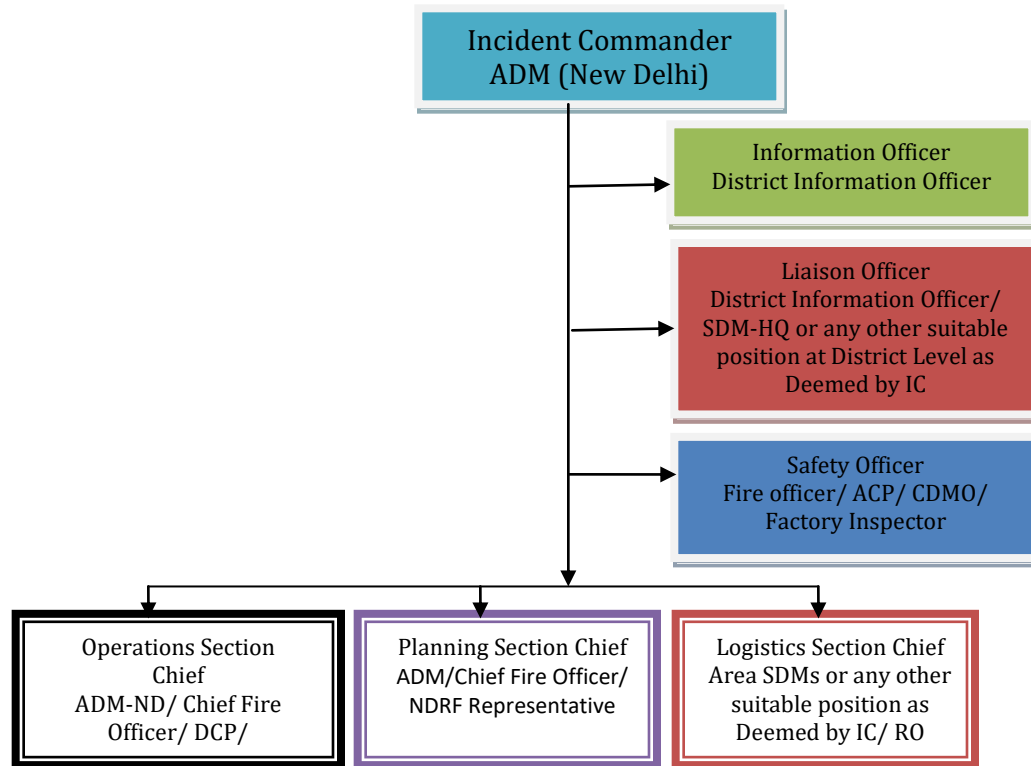 Incident Commander
ADM (New Delhi)
Information Officer
District Information Officer
Liaison Officer
District Information Officer/
SDM-HQ or any other suitable
position at District Level as
Deemed by IC
Safety Officer
Fire officer/ ACP/ CDMO/
Factory Inspector
Operations Section
Chief
ADM-ND/ Chief Fire
Officer/ DCP/
Planning Section Chief
ADM/Chief Fire Officer/
NDRF Representative
Logistics Section Chief
Area SDMs or any other
suitable position as
Deemed by IC/ RO